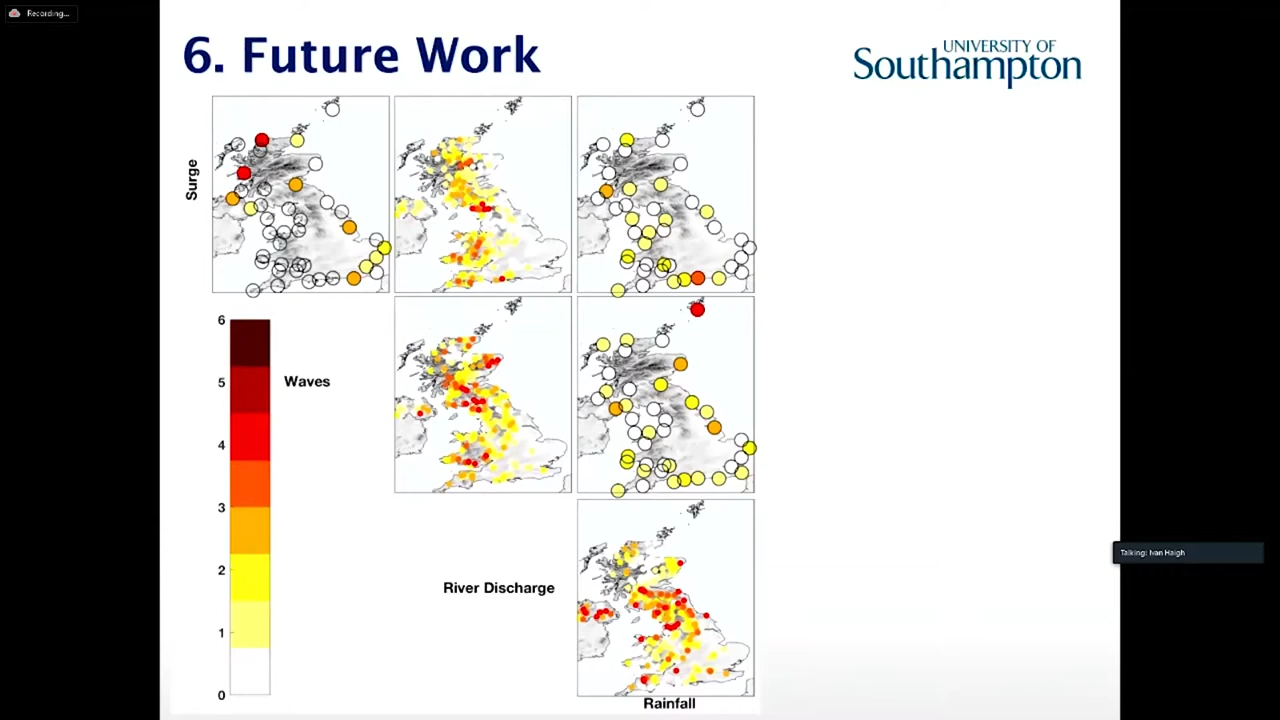 Recording...
6. Future Work
UNIVERSITY OF
Southampton
Surge
6
5
4
3
2
1
0
Waves
River Discharge
Rainfall
Talking: Ivan Haigh